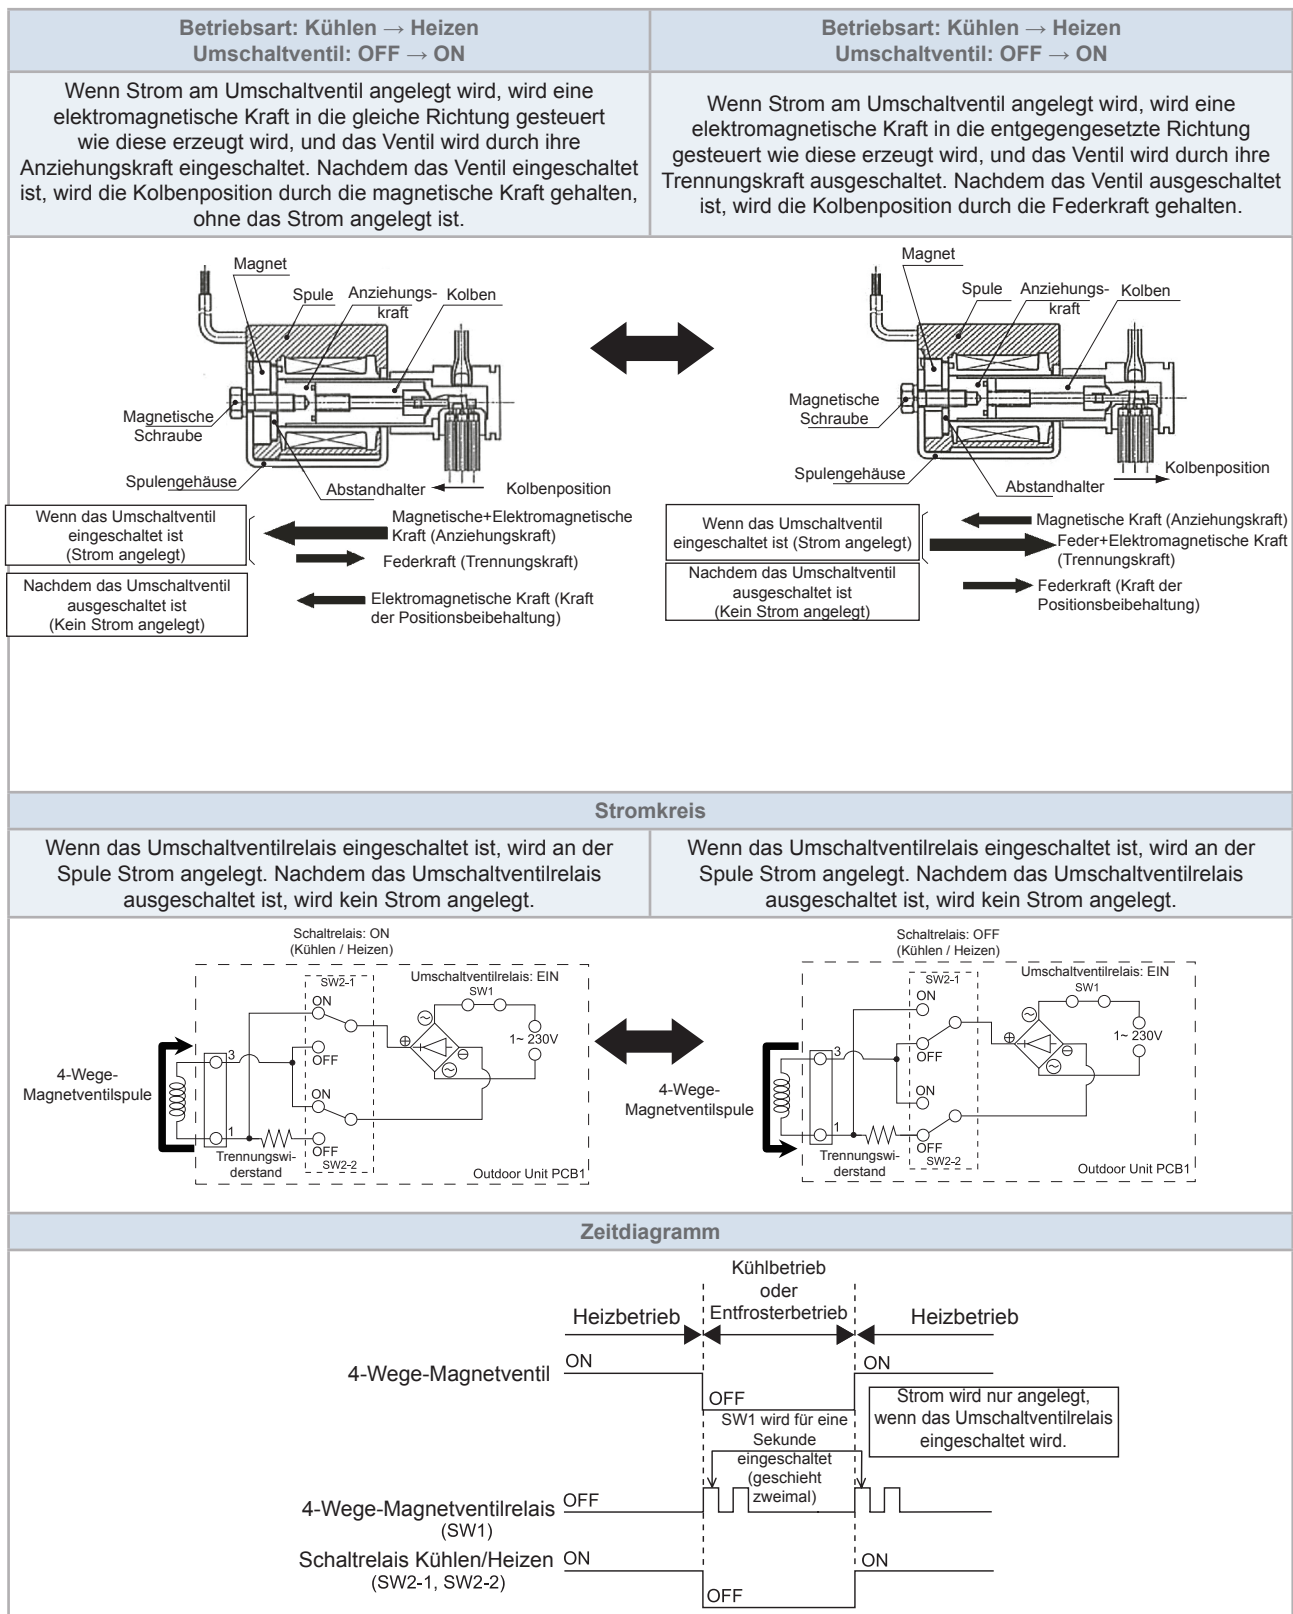 Betriebsart: Kühlen → Heizen
Umschaltventil: OFF → ON
Betriebsart: Kühlen → Heizen
Umschaltventil: OFF → ON
Wenn Strom am Umschaltventil angelegt wird, wird eine
elektromagnetische Kraft in die gleiche Richtung gesteuert
wie diese erzeugt wird, und das Ventil wird durch ihre
Anziehungskraft eingeschaltet. Nachdem das Ventil eingeschaltet
ist, wird die Kolbenposition durch die magnetische Kraft gehalten,
ohne das Strom angelegt ist.
Wenn Strom am Umschaltventil angelegt wird, wird eine
elektromagnetische Kraft in die entgegengesetzte Richtung
gesteuert wie diese erzeugt wird, und das Ventil wird durch ihre
Trennungskraft ausgeschaltet. Nachdem das Ventil ausgeschaltet
ist, wird die Kolbenposition durch die Federkraft gehalten.
Magnet
Spule
Anziehungs-
kraft
Kolben
Magnetische
Schraube
Spulengehäuse
Abstandhalter
Kolbenposition
Wenn das Umschaltventil
eingeschaltet ist
(Strom angelegt)
Magnetische+Elektromagnetische
Kraft (Anziehungskraft)
Federkraft (Trennungskraft)
Nachdem das Umschaltventil
ausgeschaltet ist
(Kein Strom angelegt)
Elektromagnetische Kraft (Kraft
der Positionsbeibehaltung)
Magnet
Spule
Anziehungs-
kraft
Kolben
Magnetische
Schraube
Spulengehäuse
Abstandhalter
Kolbenposition
Wenn das Umschaltventil
eingeschaltet ist (Strom angelegt)
Magnetische Kraft (Anziehungskraft)
Feder+Elektromagnetische Kraft
(Trennungskraft)
Nachdem das Umschaltventil
ausgeschaltet ist
(Kein Strom angelegt)
Federkraft (Kraft der
Positionsbeibehaltung)
Stromkreis
Wenn das Umschaltventilrelais eingeschaltet ist, wird an der
Spule Strom angelegt. Nachdem das Umschaltventilrelais
ausgeschaltet ist, wird kein Strom angelegt.
Wenn das Umschaltventilrelais eingeschaltet ist, wird an der
Spule Strom angelegt. Nachdem das Umschaltventilrelais
ausgeschaltet ist, wird kein Strom angelegt.
Schaltrelais: ON
(Kühlen / Heizen)
SW2-1
Umschaltventilrelais: EIN
SW1
ON
1~ 230V
OFF
3
4-Wege-
Magnetventilspule
ON
1
OFF
Trennungswi-
derstand
SW2-2
Outdoor Unit PCB1
Schaltrelais: OFF
(Kühlen / Heizen)
SW2-1
Umschaltventilrelais: EIN
SW1
ON
1~ 230V
OFF
3
4-Wege-
Magnetventilspule
ON
1
OFF
Trennungswi-
derstand
SW2-2
Outdoor Unit PCB1
Zeitdiagramm
Kühlbetrieb
oder
Entfrosterbetrieb
Heizbetrieb
Heizbetrieb
4-Wege-Magnetventil
ON
OFF
ON
Strom wird nur angelegt,
wenn das Umschaltventilrelais
eingeschaltet wird.
SW1 wird für eine
Sekunde
eingeschaltet
(geschieht
zweimal)
4-Wege-Magnetventilrelais
(SW1)
OFF
Schaltrelais Kühlen/Heizen
(SW2-1, SW2-2)
ON
OFF
ON